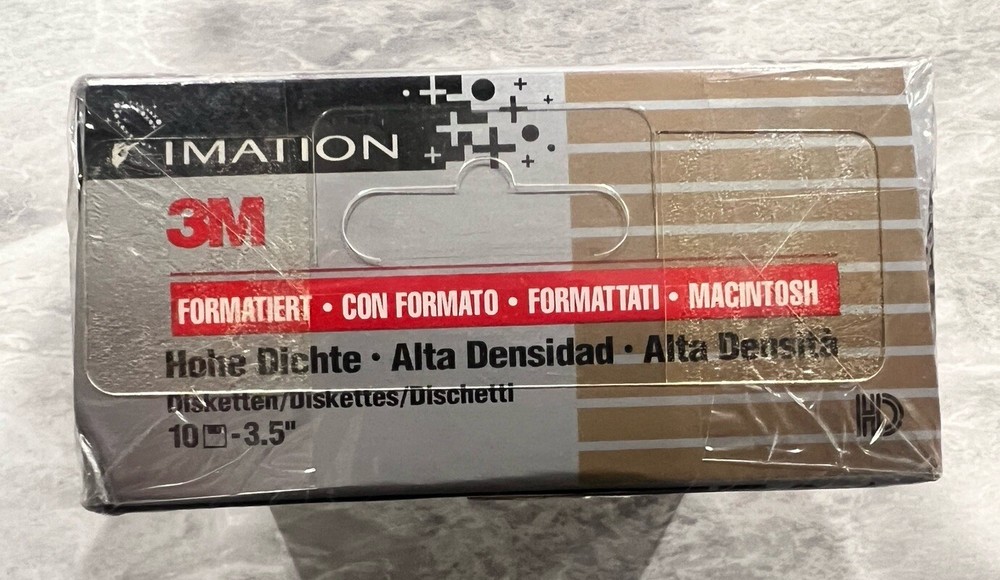 IMATION
3M
FORMATIERT • CON FORMATO • FORMATTATI • MACINTOSH
Hohe Dichte • Alta Densidad • Alta Densità
Disketten/Diskettes/Dischetti
10 - 3.5"
HD